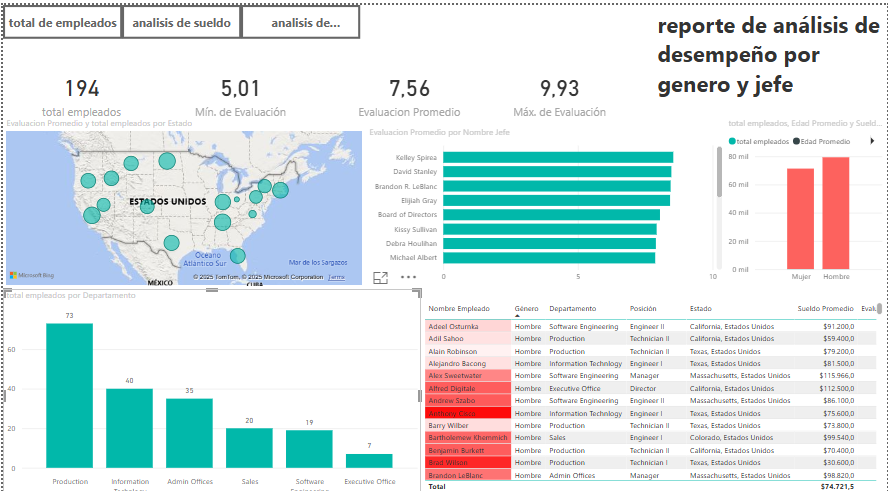 total de empleados
analisis de sueldo
analisis de...
reporte de análisis de
desempeño por
genero y jefe
194
total empleados
5,01
Mín. de Evaluación
7,56
Evaluacion Promedio
9,93
Máx. de Evaluación
Evaluacion Promedio y total empleados por Estado
ESTADOS UNIDOS
Océano
Atlántico Sur
Mar de los Sargazos
MÉXICO
CUBA
Microsoft Bing
© 2025 TomTom, © 2025 Microsoft Corporation Terms
Evaluacion Promedio por Nombre Jefe
Kelley Spirea
David Stanley
Brandon R. LeBlanc
Elijiah Gray
Board of Directors
Kissy Sullivan
Debra Houlihan
Michael Albert
0 5 10
total empleados, Edad Promedio y Sueld...
total empleados Edad Promedio
80 mil
60 mil
40 mil
20 mil
0 mil
Mujer Hombre
total empleados por Departamento
60
40
20
0
73
40
35
20
19
7
Production
Information
Admin Offices
Sales
Software
Executive Office
Nombre Empleado Género Departamento Posición Estado Sueldo Promedio
Adeel Osturnka Hombre Software Engineering Engineer II California, Estados Unidos $91.200,0
Adil Sahoo Hombre Production Technician II California, Estados Unidos $59.400,0
Alain Robinson Hombre Production Technician II Texas, Estados Unidos $79.200,0
Alejandro Bacong Hombre Information Technlogy Engineer I Texas, Estados Unidos $81.500,0
Alex Sweetwater Hombre Software Engineering Manager Massachusetts, Estados Unidos $115.966,0
Alfred Digitale Hombre Executive Office Director California, Estados Unidos $112.500,0
Andrew Szabo Hombre Software Engineering Engineer II Massachusetts, Estados Unidos $86.100,0
Hombre Information Technlogy Engineer I Texas, Estados Unidos $75.600,0
Barry Wilber Hombre Production Technician II Texas, Estados Unidos $73.800,0
Bartholemew Khemmich Hombre Sales Engineer I Colorado, Estados Unidos $99.540,0
Benjamin Burkett Hombre Production Technician II Massachusetts, Estados Unidos $70.400,0
Hombre Production Technician I Texas, Estados Unidos $30.600,0
Brandon LeBlanc Hombre Admin Offices Manager Massachusetts, Estados Unidos $98.820,0
Total $74.721,5